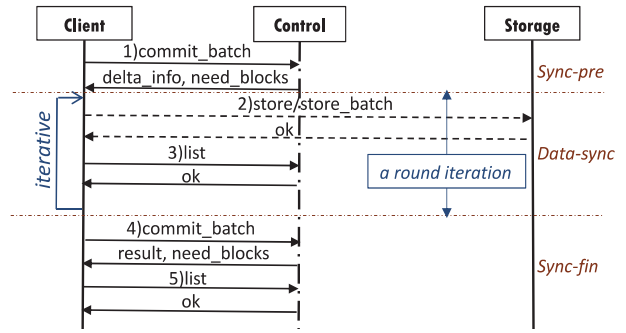 Client
Control
Storage
1)commit_batch
delta_info, need_blocks
Sync-pre
2)store/store_batch
ok
iterative
3)list
ok
a round iteration
Data-sync
4)commit_batch
result, need_blocks
5)list
ok
Sync-fin